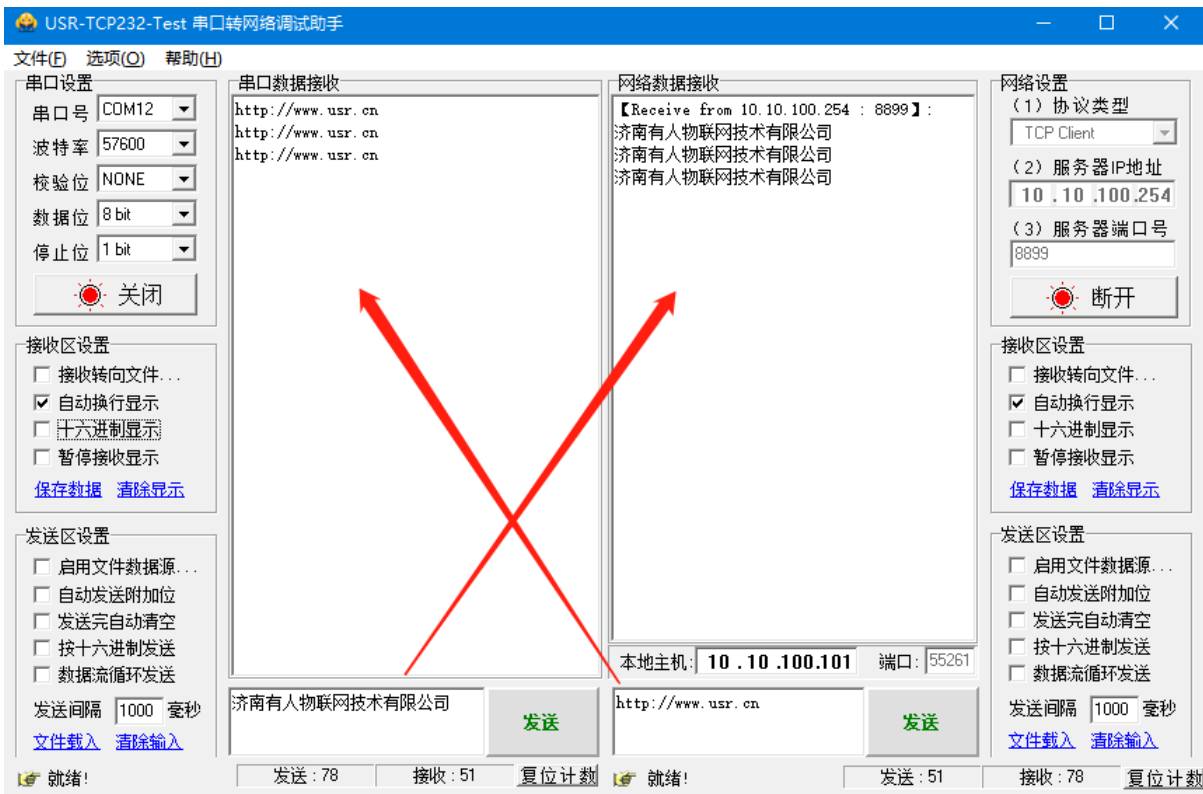 USR-TCP232-Test 串口转网络调试助手
文件(F) 选项(O) 帮助(H)
串口设置
串口号 COM12
波特率 57600
校验位 NONE
数据位 8 bit
停止位 1 bit
关闭
接收区设置
接收转向文件...
自动换行显示
十六进制显示
暂停接收显示
保存数据 清除显示
发送区设置
启用文件数据源...
自动发送附加位
发送完自动清空
按十六进制发送
数据流循环发送
发送间隔 1000 毫秒
文件载入 清除输入
就绪!
串口数据接收
http://www.usr.cn
http://www.usr.cn
http://www.usr.cn
济南有人物联网技术有限公司
发送
发送 : 78 接收 : 51 复位计数
网络数据接收
【Receive from 10.10.100.254 : 8899】:
济南有人物联网技术有限公司
济南有人物联网技术有限公司
济南有人物联网技术有限公司
本地主机: 10 .10 .100.101 端口: 55261
http://www.usr.cn
发送
就绪! 发送 : 51 接收 : 78 复位计数
网络设置
(1) 协议类型
TCP Client
(2) 服务器IP地址
10 .10 .100.254
(3) 服务器端口号
8899
断开
接收区设置
接收转向文件...
自动换行显示
十六进制显示
暂停接收显示
保存数据 清除显示
发送区设置
启用文件数据源...
自动发送附加位
发送完自动清空
按十六进制发送
数据流循环发送
发送间隔 1000 毫秒
文件载入 清除输入